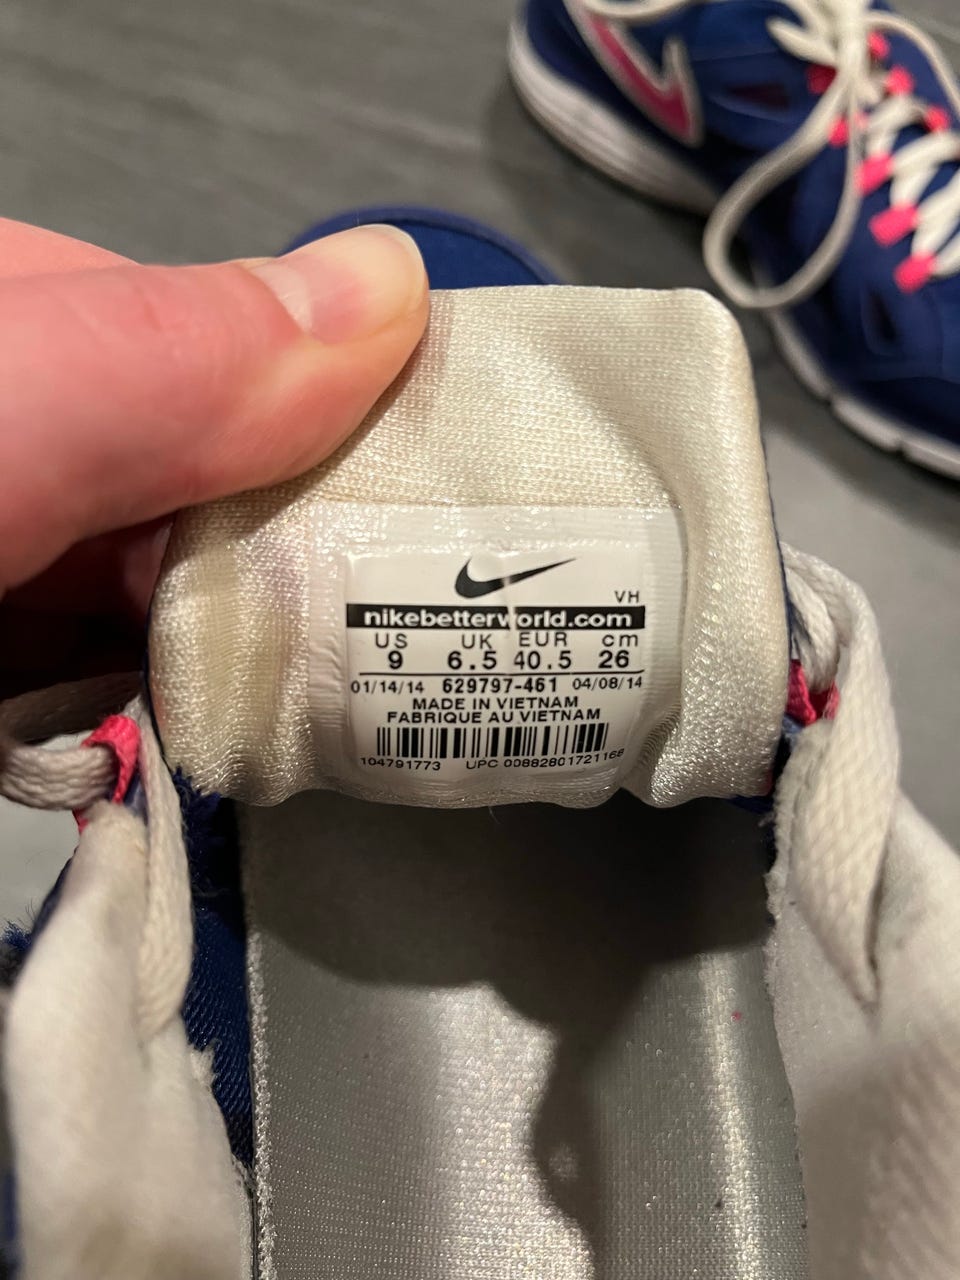 VH
nikebetterworld.com
US UK EUR cm
9 6.5 40.5 26
01/14/14 629797-461 04/08/14
MADE IN VIETNAM
FABRIQUE AU VIETNAM
104791773 UPC 00882801721168